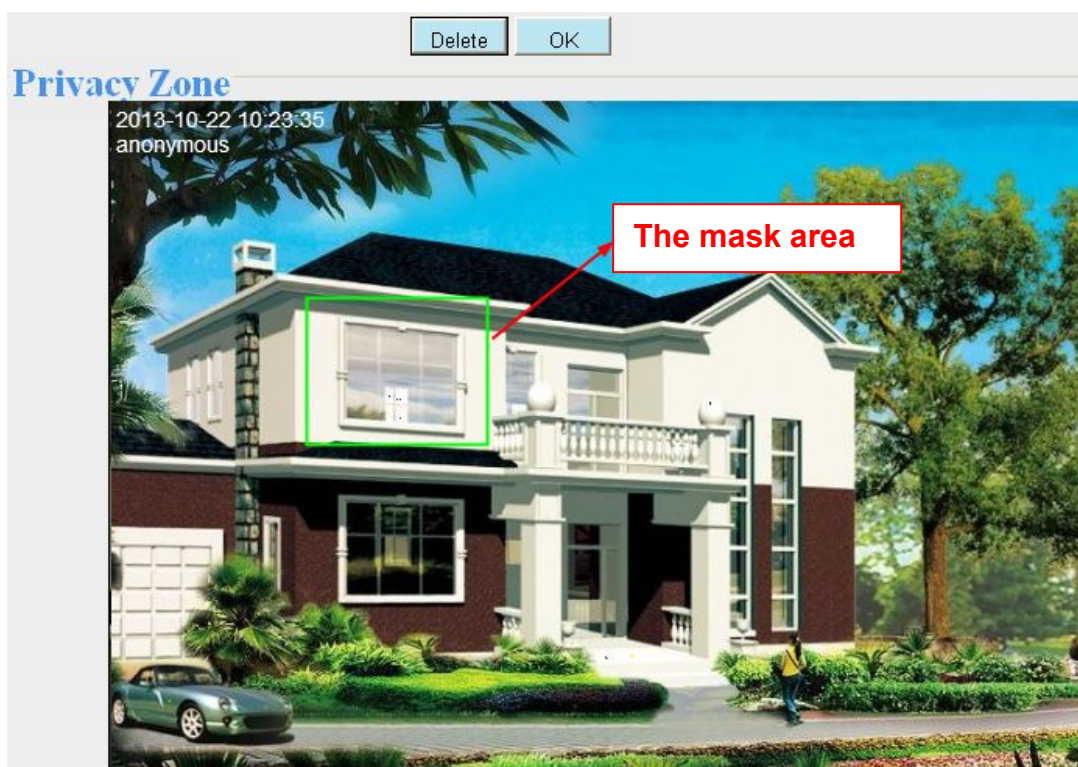 Delete OK
Privacy Zone
2013-10-22 10:23:35
anonymous
The mask area